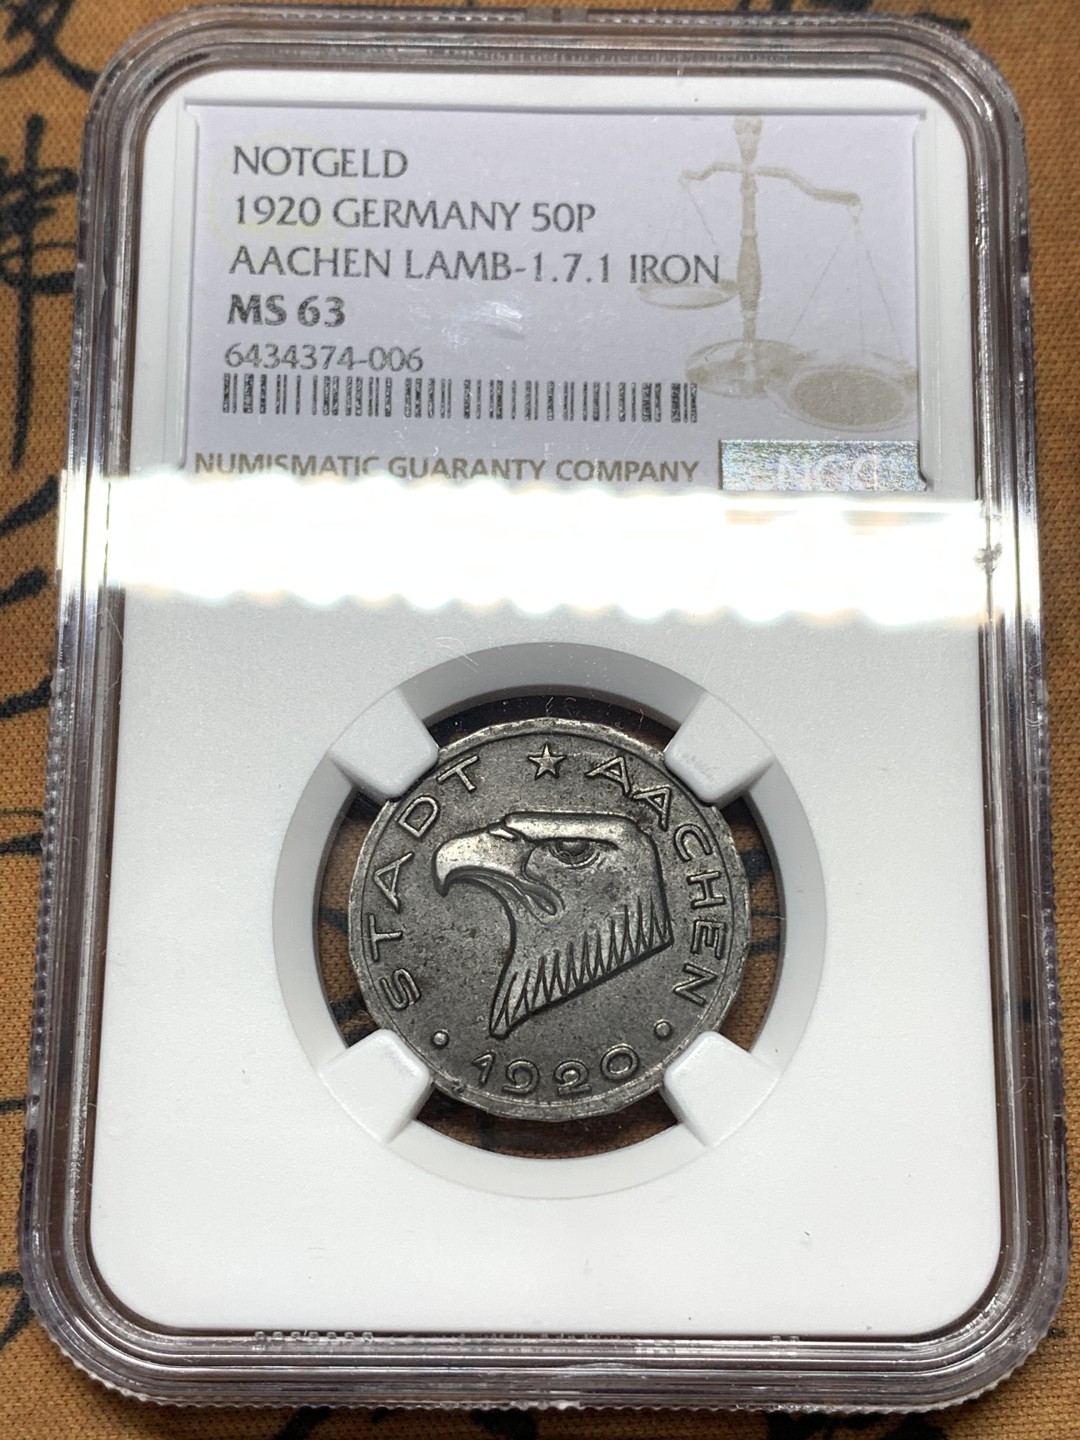 NOTGELD
1920 GERMANY 50P
AACHEN LAMB-1.7.1 IRON
MS 63
6434374-006
NUMISMATIC GUARANTY COMPANY
NGC
STADT ★ AACHEN
· 1920 ·